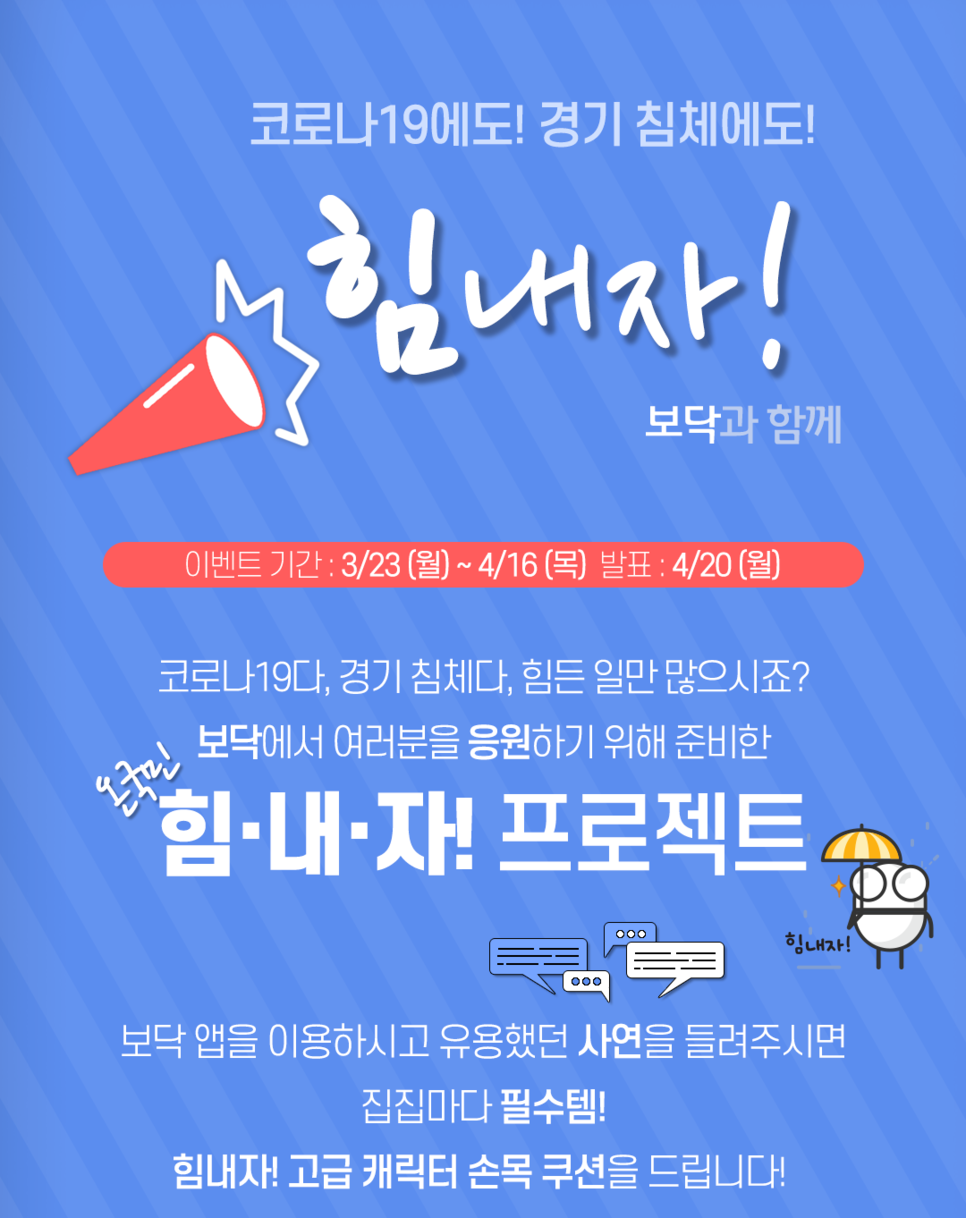 코로나19에도! 경기 침체에도!
힘내자!
보닥과 함께
이벤트 기간 : 3/23 (월) ~ 4/16 (목) 발표 : 4/20 (월)
코로나19다, 경기 침체다, 힘든 일만 많으시죠?
보닥에서 여러분을 응원하기 위해 준비한
온국민
힘·내·자! 프로젝트
힘내자!
보닥 앱을 이용하시고 유용했던 사연을 들려주시면
집집마다 필수템!
힘내자! 고급 캐릭터 손목 쿠션을 드립니다!